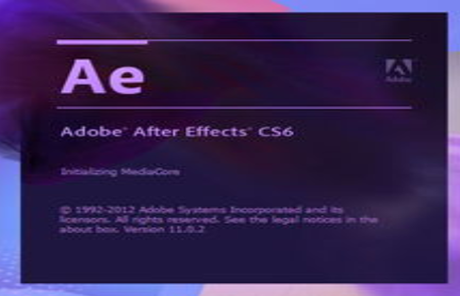 Ae
Adobe
Adobe® After Effects® CS6
Initializing MediaCore
© 1992-2012 Adobe Systems Incorporated and its
licensors. All rights reserved. See the legal notices in the
about box. Version 11.0.2